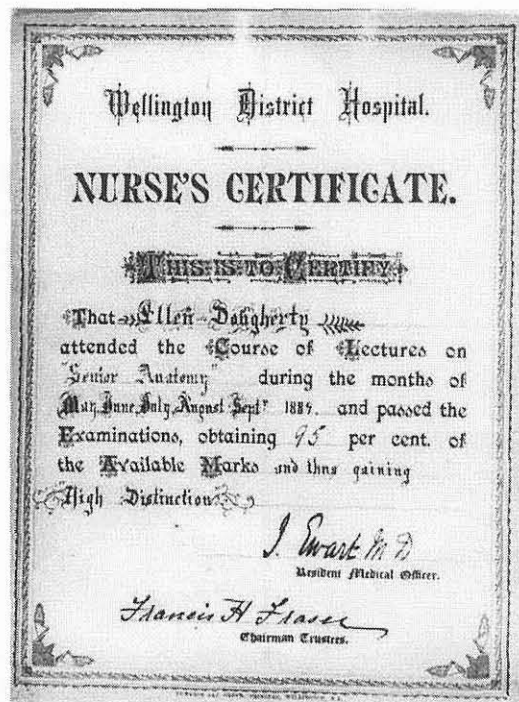 Wellington District Hospital.
NURSE'S CERTIFICATE.
THIS IS TO CERTIFY
That Ellen Dougherty
attended the Course of Lectures on
"Senior Anatomy" during the months of
May, June, July, August, Septr 1887. and passed the
Examinations, obtaining 95 per cent. of
the Available Marks and thus gaining
High Distinction
J. Ewart M D
Resident Medical Officer.
Francis H Fraser
Chairman Trustees.